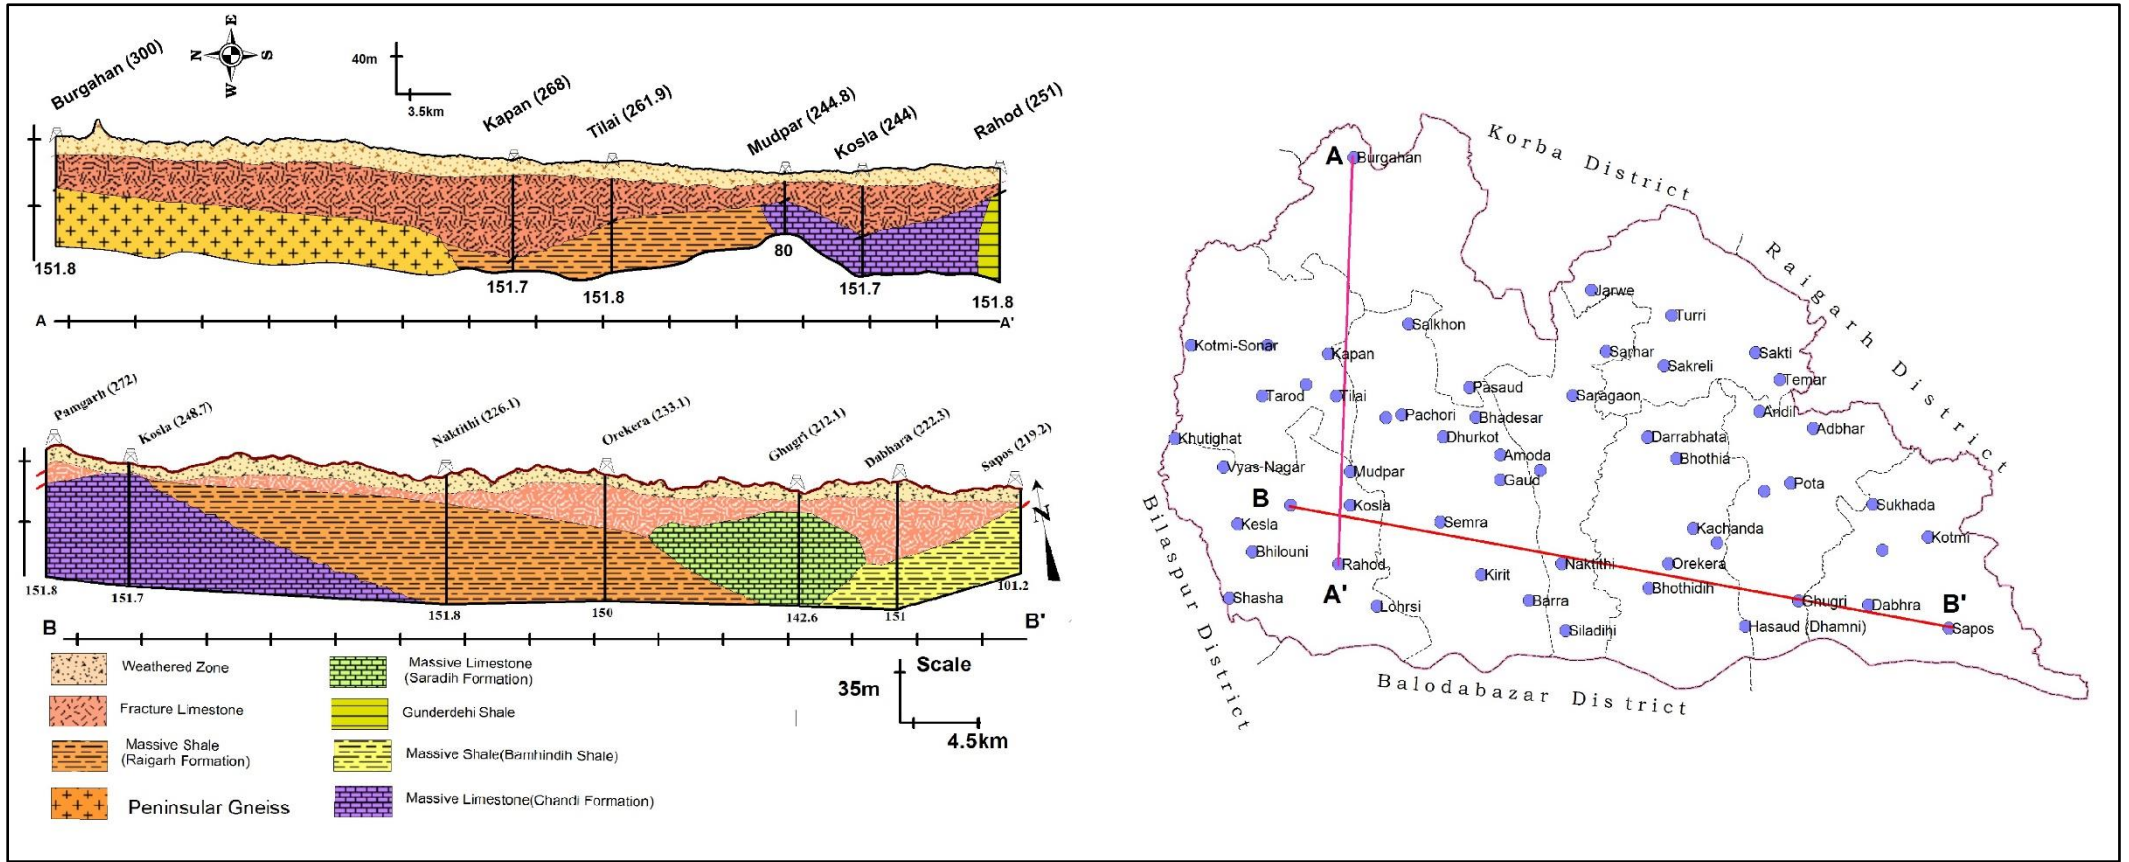 E
N
S
W
40m
3.5km
Burgahan (300)
Kapan (268)
Tilai (261.9)
Mudpar (244.8)
Kosla (244)
Rahod (251)
151.8
151.7
151.8
80
151.7
151.8
A
A'
Pamgarh (272)
Kosla (248.7)
Naktithi (226.1)
Orekera (233.1)
Ghugri (212.1)
Dabhara (222.3)
Sapos (219.2)
N
151.8
151.7
151.8
150
142.6
151
101.2
B
B'
Weathered Zone
Fracture Limestone
Massive Shale
(Raigarh Formation)
Peninsular Gneiss
Massive Limestone
(Saradih Formation)
Gunderdehi Shale
Massive Shale(Bamhindih Shale)
Massive Limestone(Chandi Formation)
Scale
35m
4.5km
Korba District
Raigarh District
Balodabazar District
Bilaspur District
A
Burgahan
Jarwe
Turri
Salkhon
Kotmi-Sonar
Kapan
Samar
Sakreli
Sakti
Temar
Tarod
Tilai
Pasaud
Saragaon
Pachori
Bhadesar
Andil
Adbhar
Khutighat
Dhurkot
Darrabhata
Amoda
Bhothia
Vyas-Nagar
Mudpar
Gaud
Pota
B
Kosla
Sukhada
Kesla
Semra
Kachanda
Kotmi
Bhilouni
Rahod
Naktithi
Orekera
Kirit
Bhothidih
A'
Shasha
Lohrsi
Barra
Ghugri
Dabhra
B'
Siladihi
Hasaud (Dhamni)
Sapos